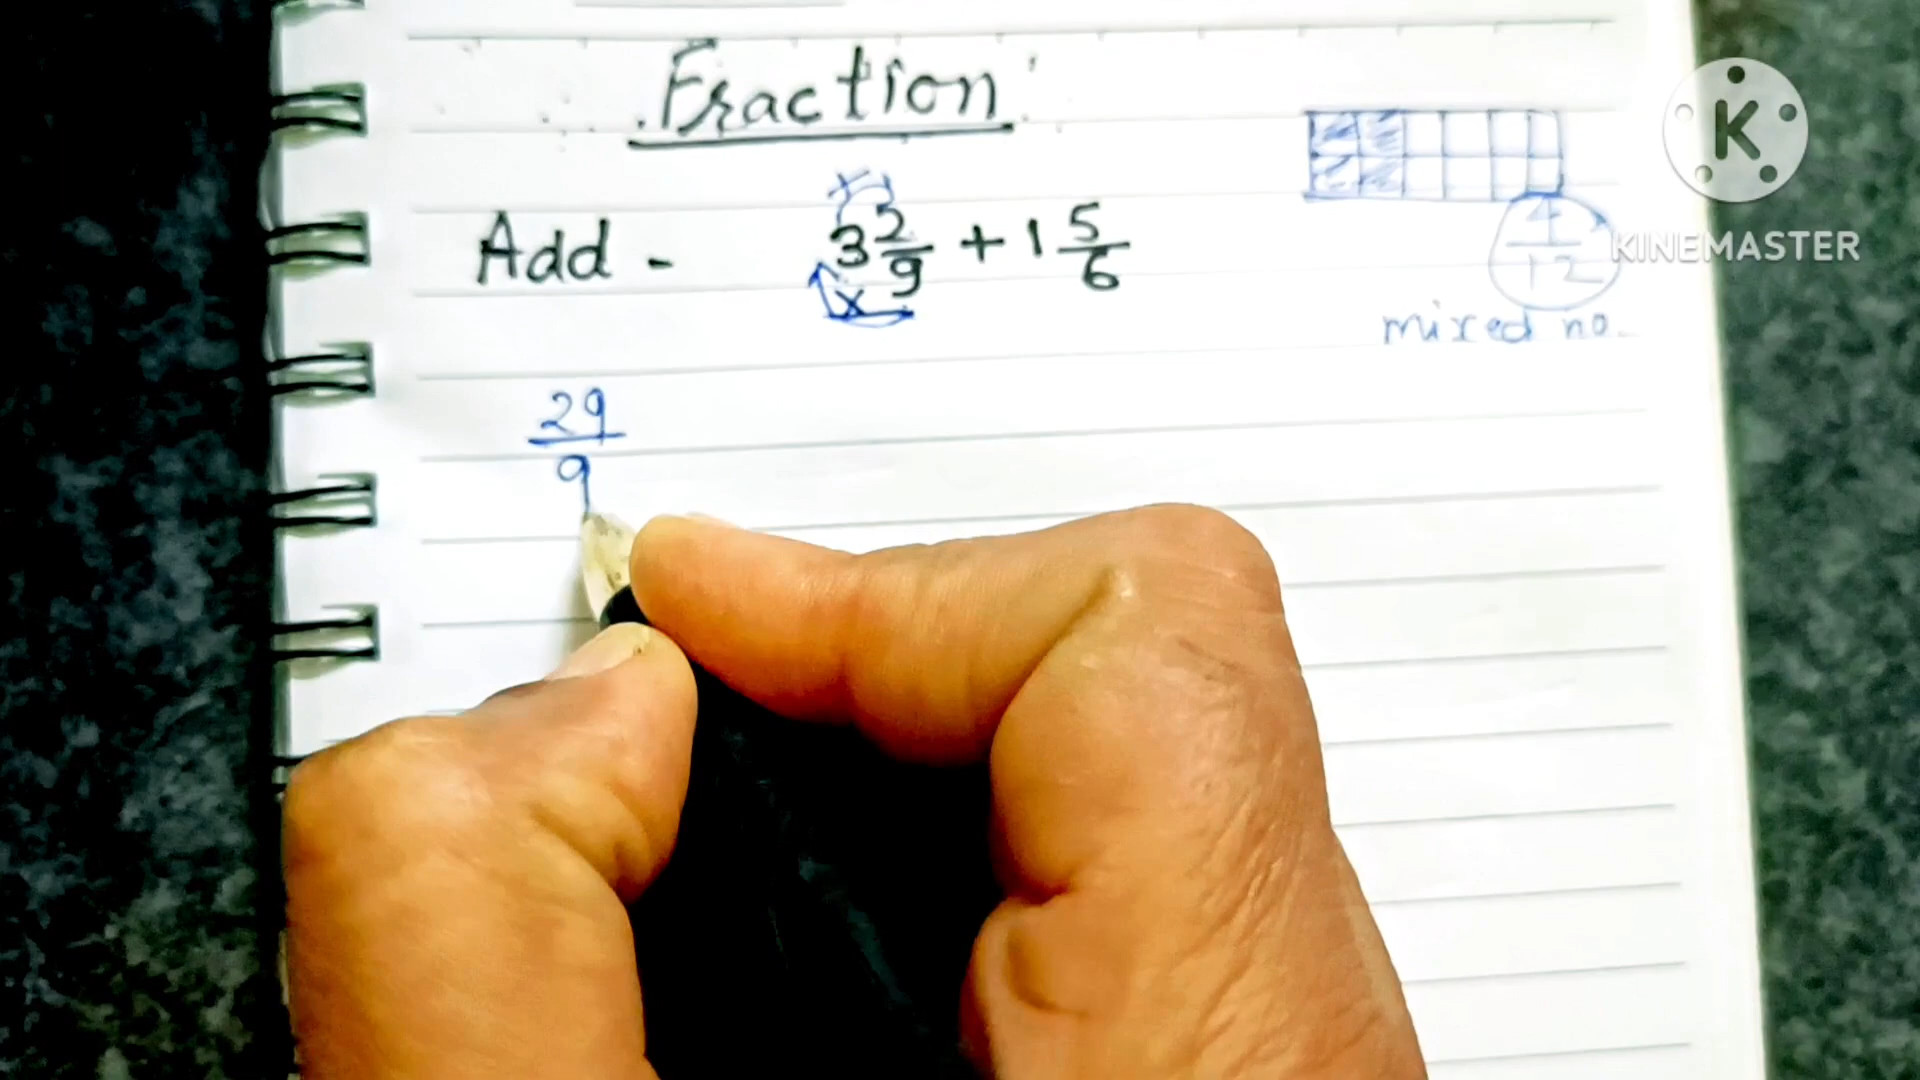 Fraction
Add - 3 2/9 + 1 5/6
x
4/12
mixed no.
29/9
K
KINEMASTER